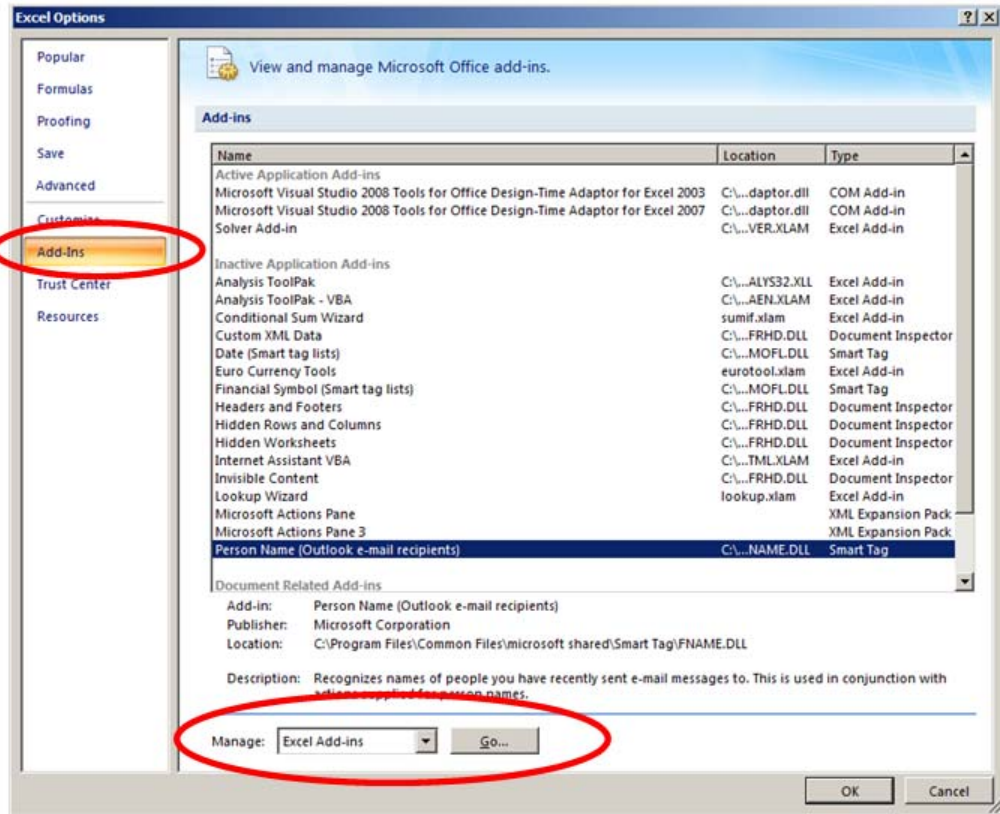 Excel Options
Popular
Formulas
Proofing
Save
Advanced
Customize
Add-Ins
Trust Center
Resources
View and manage Microsoft Office add-ins.
Add-ins
Name Location Type
Active Application Add-ins
Microsoft Visual Studio 2008 Tools for Office Design-Time Adaptor for Excel 2003 C:\...daptor.dll COM Add-in
Microsoft Visual Studio 2008 Tools for Office Design-Time Adaptor for Excel 2007 C:\...daptor.dll COM Add-in
Solver Add-in C:\...VER.XLAM Excel Add-in
Inactive Application Add-ins
Analysis ToolPak C:\...ALYS32.XLL Excel Add-in
Analysis ToolPak - VBA C:\...AEN.XLAM Excel Add-in
Conditional Sum Wizard sumif.xlam Excel Add-in
Custom XML Data C:\...FRHD.DLL Document Inspector
Date (Smart tag lists) C:\...MOFL.DLL Smart Tag
Euro Currency Tools eurotool.xlam Excel Add-in
Financial Symbol (Smart tag lists) C:\...MOFL.DLL Smart Tag
Headers and Footers C:\...FRHD.DLL Document Inspector
Hidden Rows and Columns C:\...FRHD.DLL Document Inspector
Hidden Worksheets C:\...FRHD.DLL Document Inspector
Internet Assistant VBA C:\...TML.XLAM Excel Add-in
Invisible Content C:\...FRHD.DLL Document Inspector
Lookup Wizard lookup.xlam Excel Add-in
Microsoft Actions Pane XML Expansion Pack
Microsoft Actions Pane 3 XML Expansion Pack
Person Name (Outlook e-mail recipients) C:\...NAME.DLL Smart Tag
Document Related Add-ins
Add-in: Person Name (Outlook e-mail recipients)
Publisher: Microsoft Corporation
Location: C:\Program Files\Common Files\microsoft shared\Smart Tag\FNAME.DLL
Description: Recognizes names of people you have recently sent e-mail messages to. This is used in conjunction with
actions supplied for person names.
Manage: Excel Add-ins Go...
OK Cancel